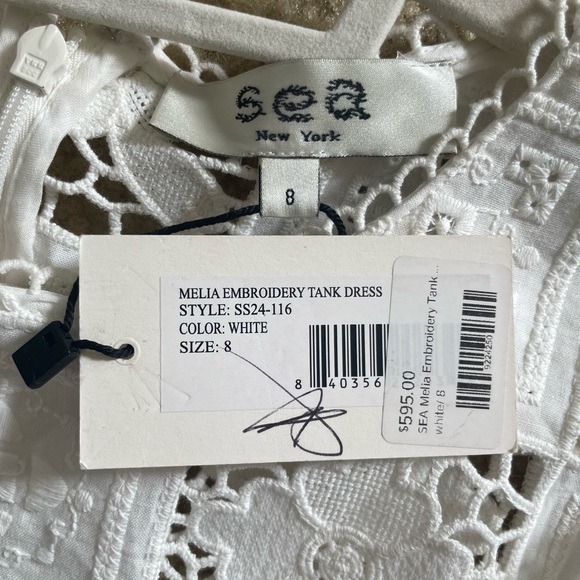 sea
New York
8
MELIA EMBROIDERY TANK DRESS
STYLE: SS24-116
COLOR: WHITE
SIZE: 8
8 40356
$595.00
SEA Melia Embroidery Tank ...
white/ 8
9224250